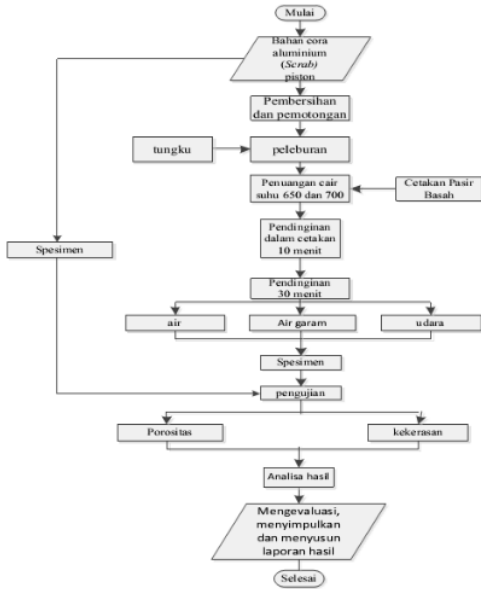 Mulai
Bahan cora
aluminium
(Scrab)
piston
Pembersihan
dan pemotongan
tungku
peleburan
Penuangan cair
suhu 650 dan 700
Cetakan Pasir
Basah
Pendinginan
dalam cetakan
10 menit
Spesimen
Pendinginan
30 menit
air
Air garam
udara
Spesimen
pengujian
Porositas
kekerasan
Analisa hasil
Mengevaluasi,
menyimpulkan
dan menyusun
laporan hasil
Selesai